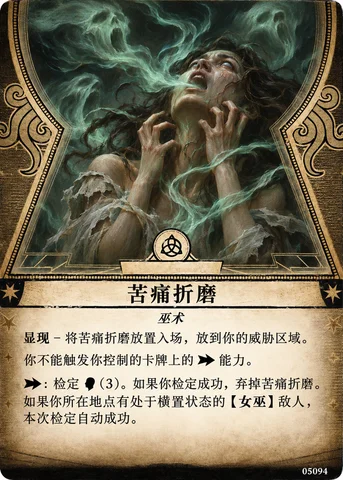 苦痛折磨
巫术
显现 – 将苦痛折磨放置入场，放到你的威胁区域。
你不能触发你控制的卡牌上的 能力。
：检定 (3)。如果你检定成功，弃掉苦痛折磨。
如果你所在地点有处于横置状态的【女巫】敌人，
本次检定自动成功。
05094